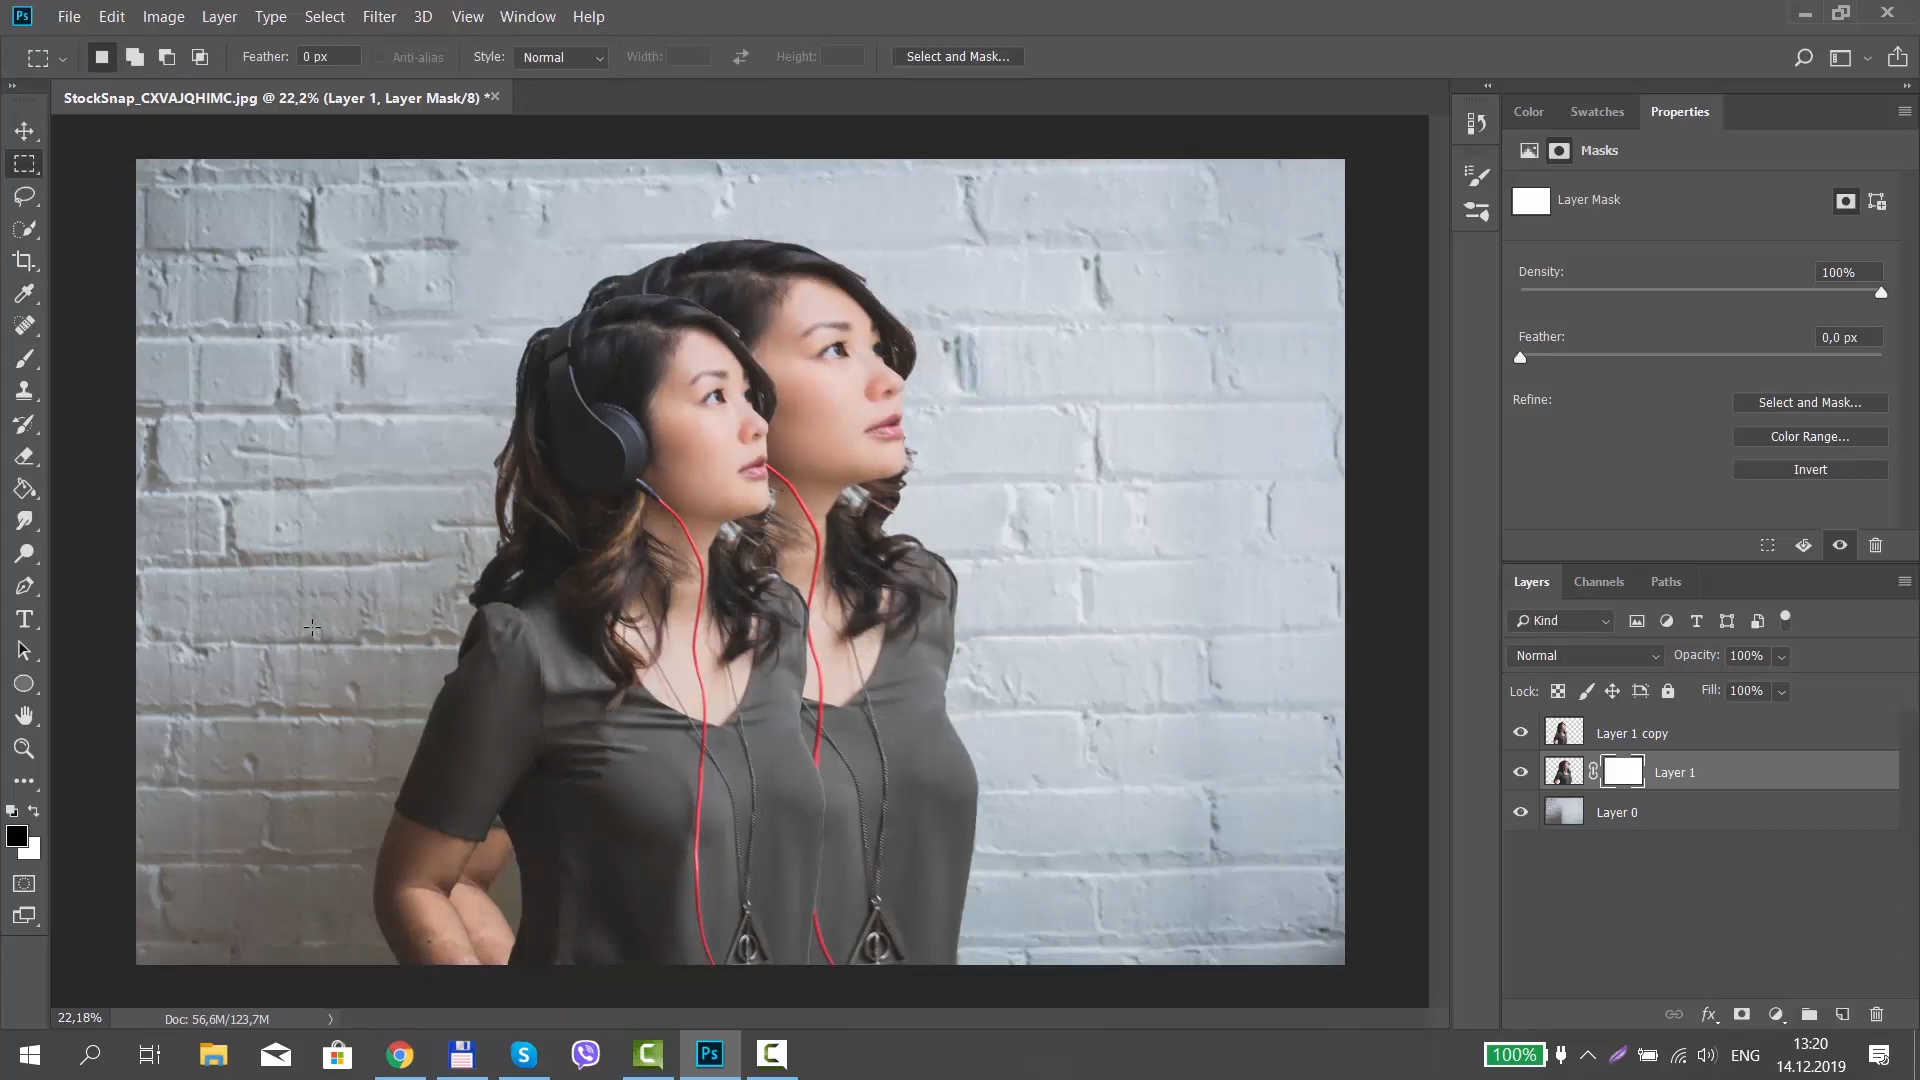 Ps File Edit Image Layer Type Select Filter 3D View Window Help
Feather: 0 px Anti-alias Style: Normal Width: Height: Select and Mask...
StockSnap_CXVAJQHIMC.jpg @ 22,2% (Layer 1, Layer Mask/8) *
Color Swatches Properties
Masks
Layer Mask
Density: 100%
Feather: 0,0 px
Refine: Select and Mask...
Color Range...
Invert
Layers Channels Paths
Kind
Normal Opacity: 100%
Lock: Fill: 100%
Layer 1 copy
Layer 1
Layer 0
fx
22,18% Doc: 56,6M/123,7M
Ps
100% ENG 13:20
14.12.2019